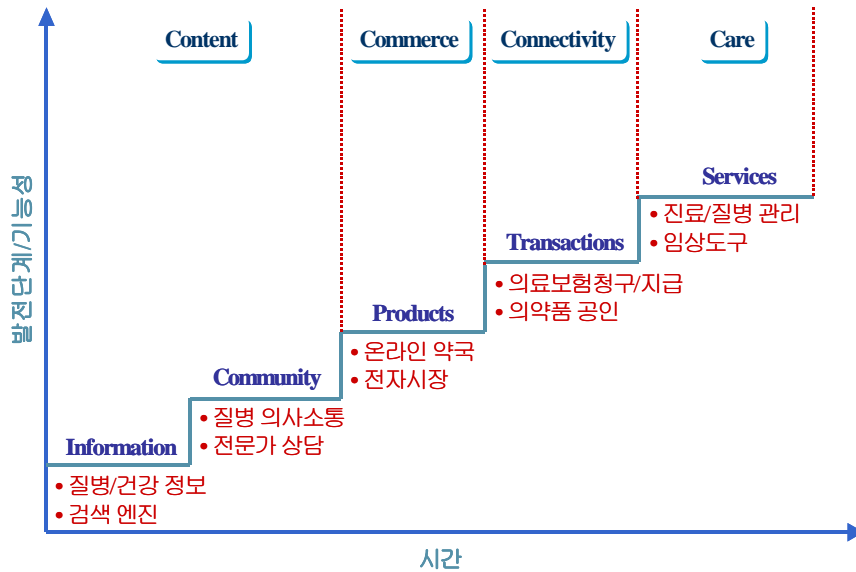 Content
Commerce
Connectivity
Care
발전단계/기능성
Services
• 진료/질병 관리
• 임상도구
Transactions
• 의료보험청구/지급
• 의약품 공인
Products
• 온라인 약국
• 전자시장
Community
• 질병 의사소통
• 전문가 상담
Information
• 질병/건강 정보
• 검색 엔진
시간